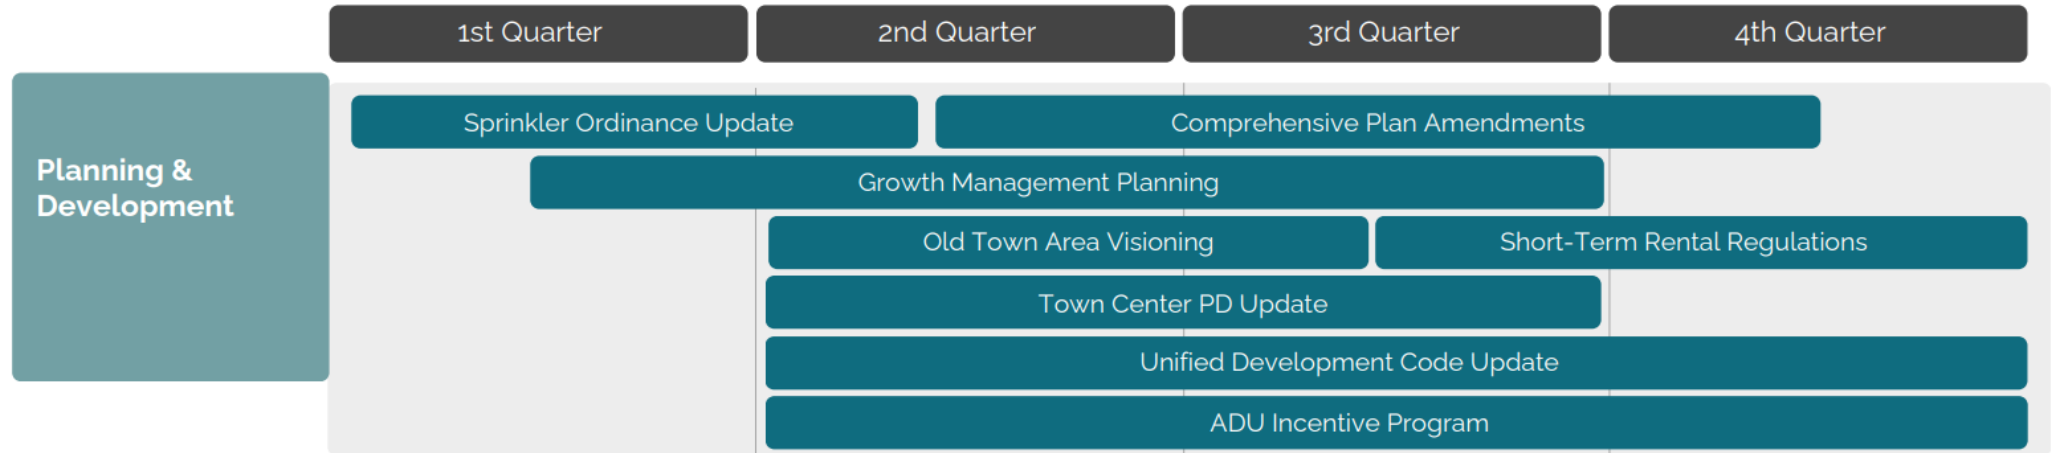 1st Quarter
2nd Quarter
3rd Quarter
4th Quarter
Planning &
Development
Sprinkler Ordinance Update
Comprehensive Plan Amendments
Growth Management Planning
Old Town Area Visioning
Short-Term Rental Regulations
Town Center PD Update
Unified Development Code Update
ADU Incentive Program